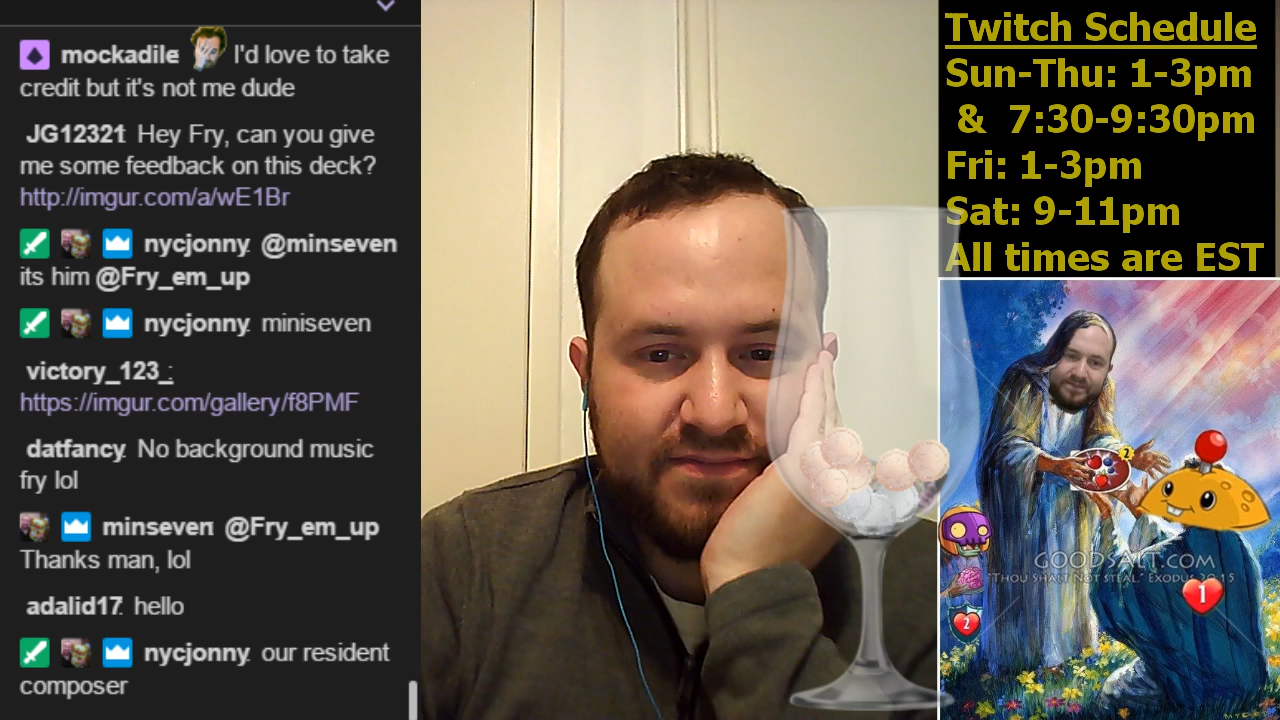 mockadile I'd love to take
credit but it's not me dude
JG12321: Hey Fry, can you give
me some feedback on this deck?
http://imgur.com/a/wE1Br
nycjonny: @minseven
its him @Fry_em_up
nycjonny: miniseven
victory_123_:
https://imgur.com/gallery/f8PMF
datfancy: No background music
fry lol
minseven: @Fry_em_up
Thanks man, lol
adalid17: hello
nycjonny: our resident
composer
Twitch Schedule
Sun-Thu: 1-3pm
& 7:30-9:30pm
Fri: 1-3pm
Sat: 9-11pm
All times are EST
2
GOODSALT.COM
"THOU SHALT NOT STEAL." EXODUS 20:15
1
2